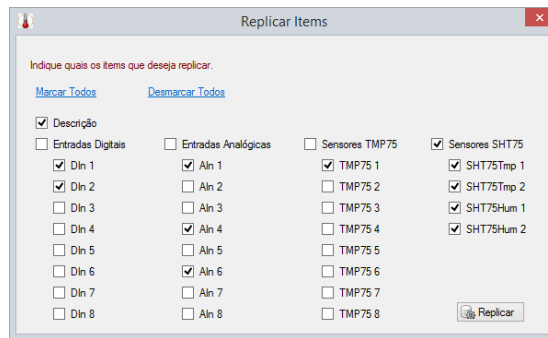 Replicar Items
Indique quais os items que deseja replicar.
Marcar Todos Desmarcar Todos
Descrição
Entradas Digitais Entradas Analógicas Sensores TMP75 Sensores SHT75
DIn 1 AIn 1 TMP75 1 SHT75Tmp 1
DIn 2 AIn 2 TMP75 2 SHT75Tmp 2
DIn 3 AIn 3 TMP75 3 SHT75Hum 1
DIn 4 AIn 4 TMP75 4 SHT75Hum 2
DIn 5 AIn 5 TMP75 5
DIn 6 AIn 6 TMP75 6
DIn 7 AIn 7 TMP75 7
DIn 8 AIn 8 TMP75 8
Replicar